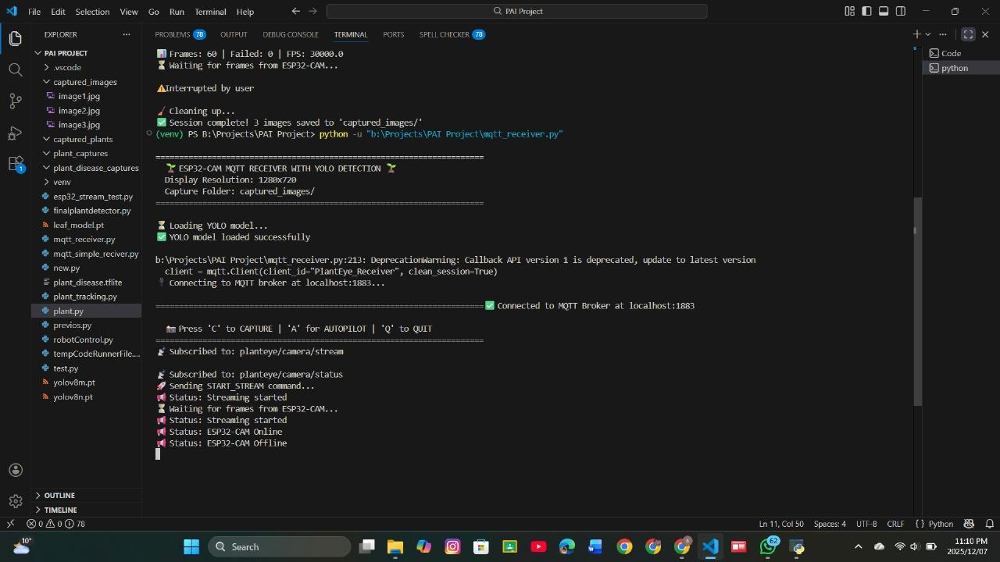 File Edit Selection View Go Run Terminal Help
PAI Project
EXPLORER
PAI PROJECT
.vscode
captured_images
image1.jpg
image2.jpg
image3.jpg
captured_plants
plant_captures
plant_disease_captures
venv
esp32_stream_test.py
finalplantdetector.py
leaf_model.pt
mqtt_receiver.py
mqtt_simple_reciver.py
new.py
plant_disease.tflite
plant_tracking.py
plant.py
previos.py
robotControl.py
tempCodeRunnerFile....
test.py
yolov8m.pt
yolov8n.pt
OUTLINE
TIMELINE
1
PROBLEMS 78 OUTPUT DEBUG CONSOLE TERMINAL PORTS SPELL CHECKER 78
Code
python
Frames: 60 | Failed: 0 | FPS: 30000.0
Waiting for frames from ESP32-CAM...
Interrupted by user
Cleaning up...
Session complete! 3 images saved to 'captured_images/'
(venv) PS B:\Projects\PAI Project> python -u "b:\Projects\PAI Project\mqtt_receiver.py"
======================================================================
ESP32-CAM MQTT RECEIVER WITH YOLO DETECTION
Display Resolution: 1280x720
Capture Folder: captured_images/
======================================================================
Loading YOLO model...
YOLO model loaded successfully
b:\Projects\PAI Project\mqtt_receiver.py:213: DeprecationWarning: Callback API version 1 is deprecated, update to latest version
client = mqtt.Client(client_id="PlantEye_Receiver", clean_session=True)
Connecting to MQTT broker at localhost:1883...
====================================================================== Connected to MQTT Broker at localhost:1883
Press 'C' to CAPTURE | 'A' for AUTOPILOT | 'Q' to QUIT
======================================================================
Subscribed to: planteye/camera/stream
Subscribed to: planteye/camera/status
Sending START_STREAM command...
Status: Streaming started
Waiting for frames from ESP32-CAM...
Status: Streaming started
Status: ESP32-CAM Online
Status: ESP32-CAM Offline
0 0 78
Ln 11, Col 50 Spaces: 4 UTF-8 CRLF { } Python
10°
Search
62
11:10 PM
2025/12/07